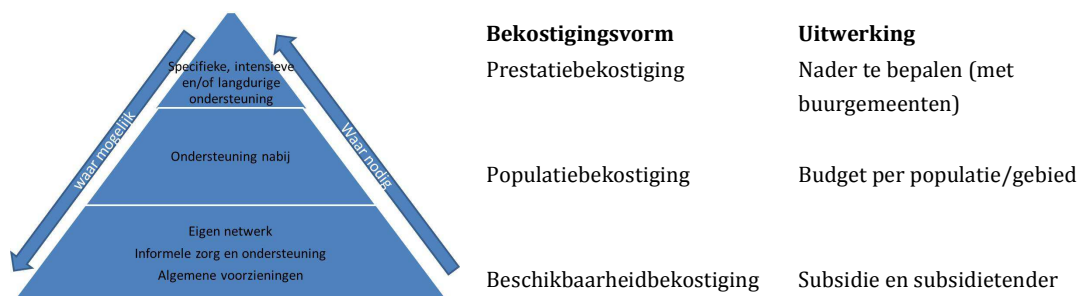 Specifieke, intensieve
en/of langdurige
ondersteuning
Ondersteuning nabij
Eigen netwerk
Informele zorg en ondersteuning
Algemene voorzieningen
waar mogelijk
Waar nodig
Bekostigingsvorm
Uitwerking
Prestatiebekostiging
Nader te bepalen (met
buurgemeenten)
Populatiebekostiging
Budget per populatie/gebied
Beschikbaarheidbekostiging
Subsidie en subsidietender